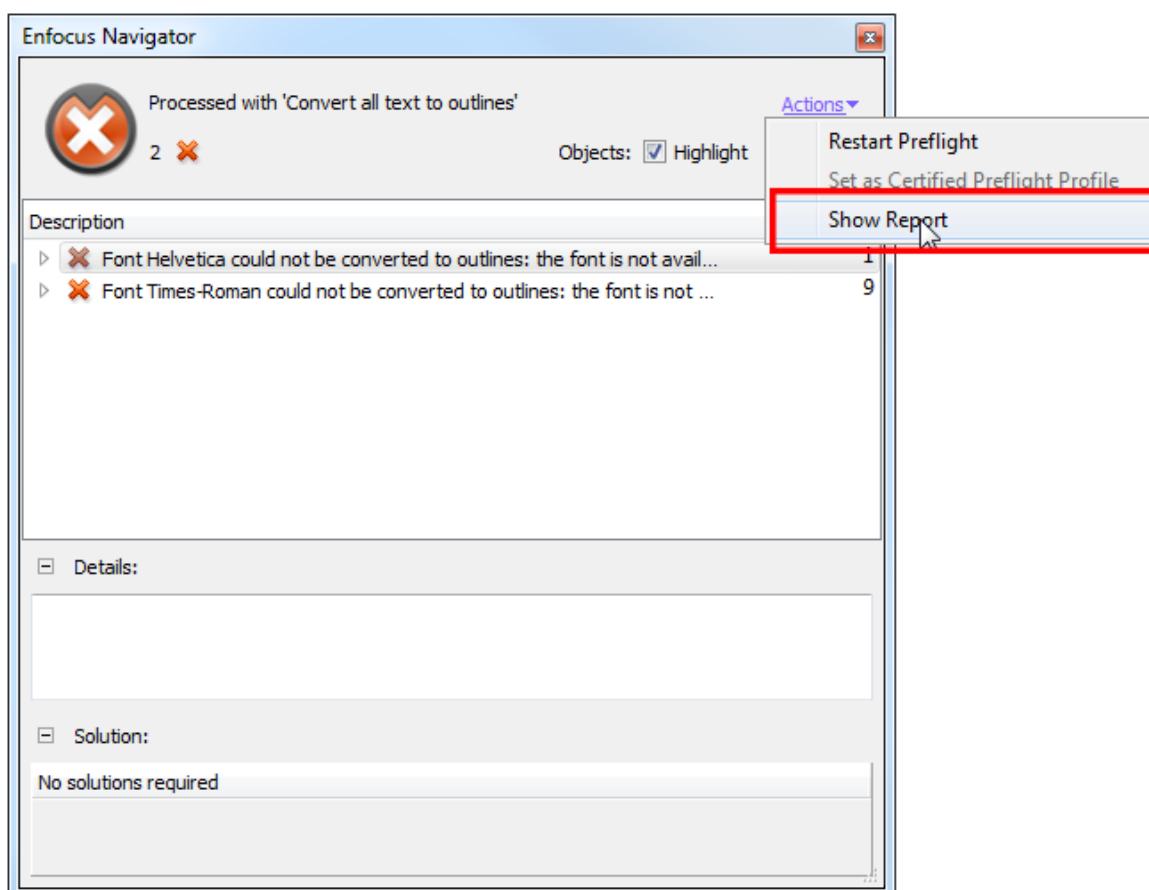 Enfocus Navigator
Processed with 'Convert all text to outlines'
Actions
2
Objects: Highlight
Restart Preflight
Set as Certified Preflight Profile
Show Report
Description
Font Helvetica could not be converted to outlines: the font is not avail... 1
Font Times-Roman could not be converted to outlines: the font is not ... 9
Details:
Solution:
No solutions required